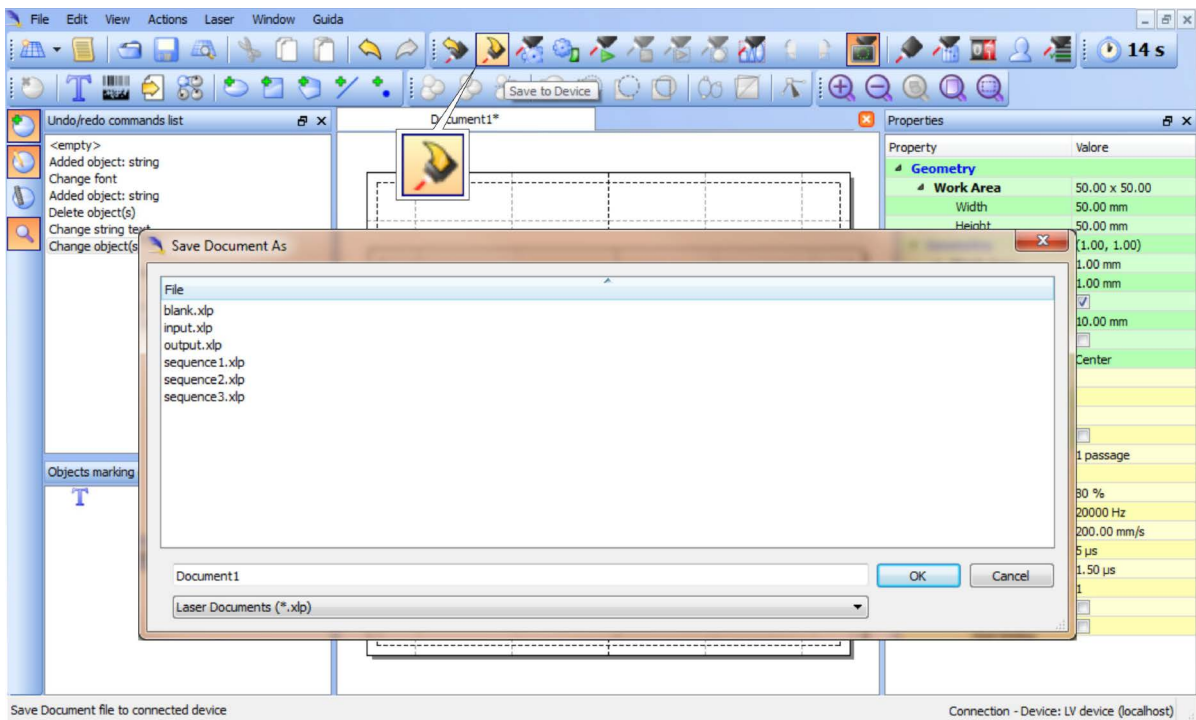 File Edit View Actions Laser Window Guida
14 s
T
Save to Device
Undo/redo commands list
Document1*
Properties
<empty>
Added object: string
Change font
Added object: string
Delete object(s)
Change string text
Change object(s
Property Valore
Geometry
Work Area 50.00 x 50.00
Width 50.00 mm
Height 50.00 mm
(1.00, 1.00)
1.00 mm
1.00 mm
10.00 mm
Center
1 passage
80 %
20000 Hz
200.00 mm/s
5 µs
1.50 µs
1
Save Document As
File
blank.xlp
input.xlp
output.xlp
sequence1.xlp
sequence2.xlp
sequence3.xlp
Document1
OK Cancel
Laser Documents (*.xlp)
Objects marking
T
Save Document file to connected device
Connection - Device: LV device (localhost)